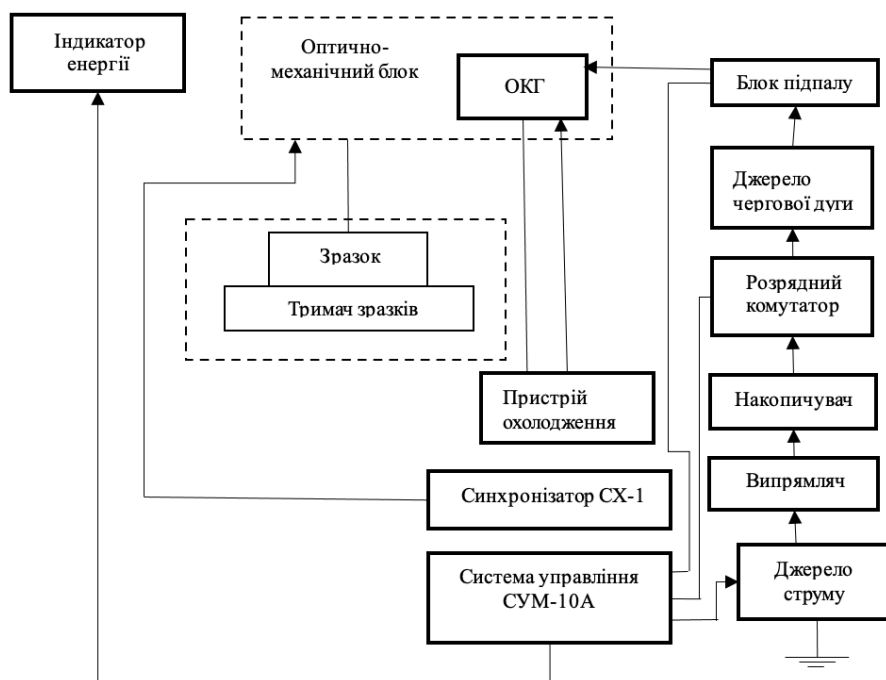 Індикатор
енергії
Оптично-
механічний блок
ОКГ
Блок підпалу
Джерело
чергової дуги
Зразок
Тримач зразків
Розрядний
комутатор
Пристрій
охолодження
Накопичувач
Синхронізатор СХ-1
Випрямляч
Система управління
СУМ-10А
Джерело
струму